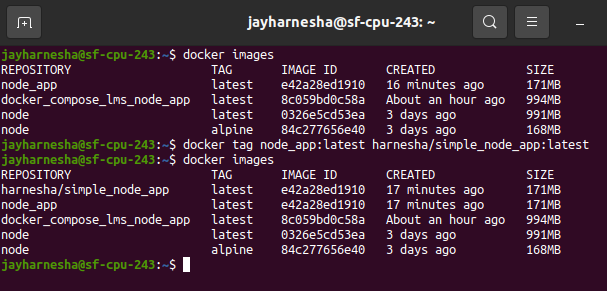 jayharnesha@sf-cpu-243: ~
jayharnesha@sf-cpu-243:~$ docker images
REPOSITORY TAG IMAGE ID CREATED SIZE
node_app latest e42a28ed1910 16 minutes ago 171MB
docker_compose_lms_node_app latest 8c059bd0c58a About an hour ago 994MB
node latest 0326e5cd53ea 3 days ago 991MB
node alpine 84c277656e40 3 days ago 168MB
jayharnesha@sf-cpu-243:~$ docker tag node_app:latest harnesha/simple_node_app:latest
jayharnesha@sf-cpu-243:~$ docker images
REPOSITORY TAG IMAGE ID CREATED SIZE
harnesha/simple_node_app latest e42a28ed1910 17 minutes ago 171MB
node_app latest e42a28ed1910 17 minutes ago 171MB
docker_compose_lms_node_app latest 8c059bd0c58a About an hour ago 994MB
node latest 0326e5cd53ea 3 days ago 991MB
node alpine 84c277656e40 3 days ago 168MB
jayharnesha@sf-cpu-243:~$